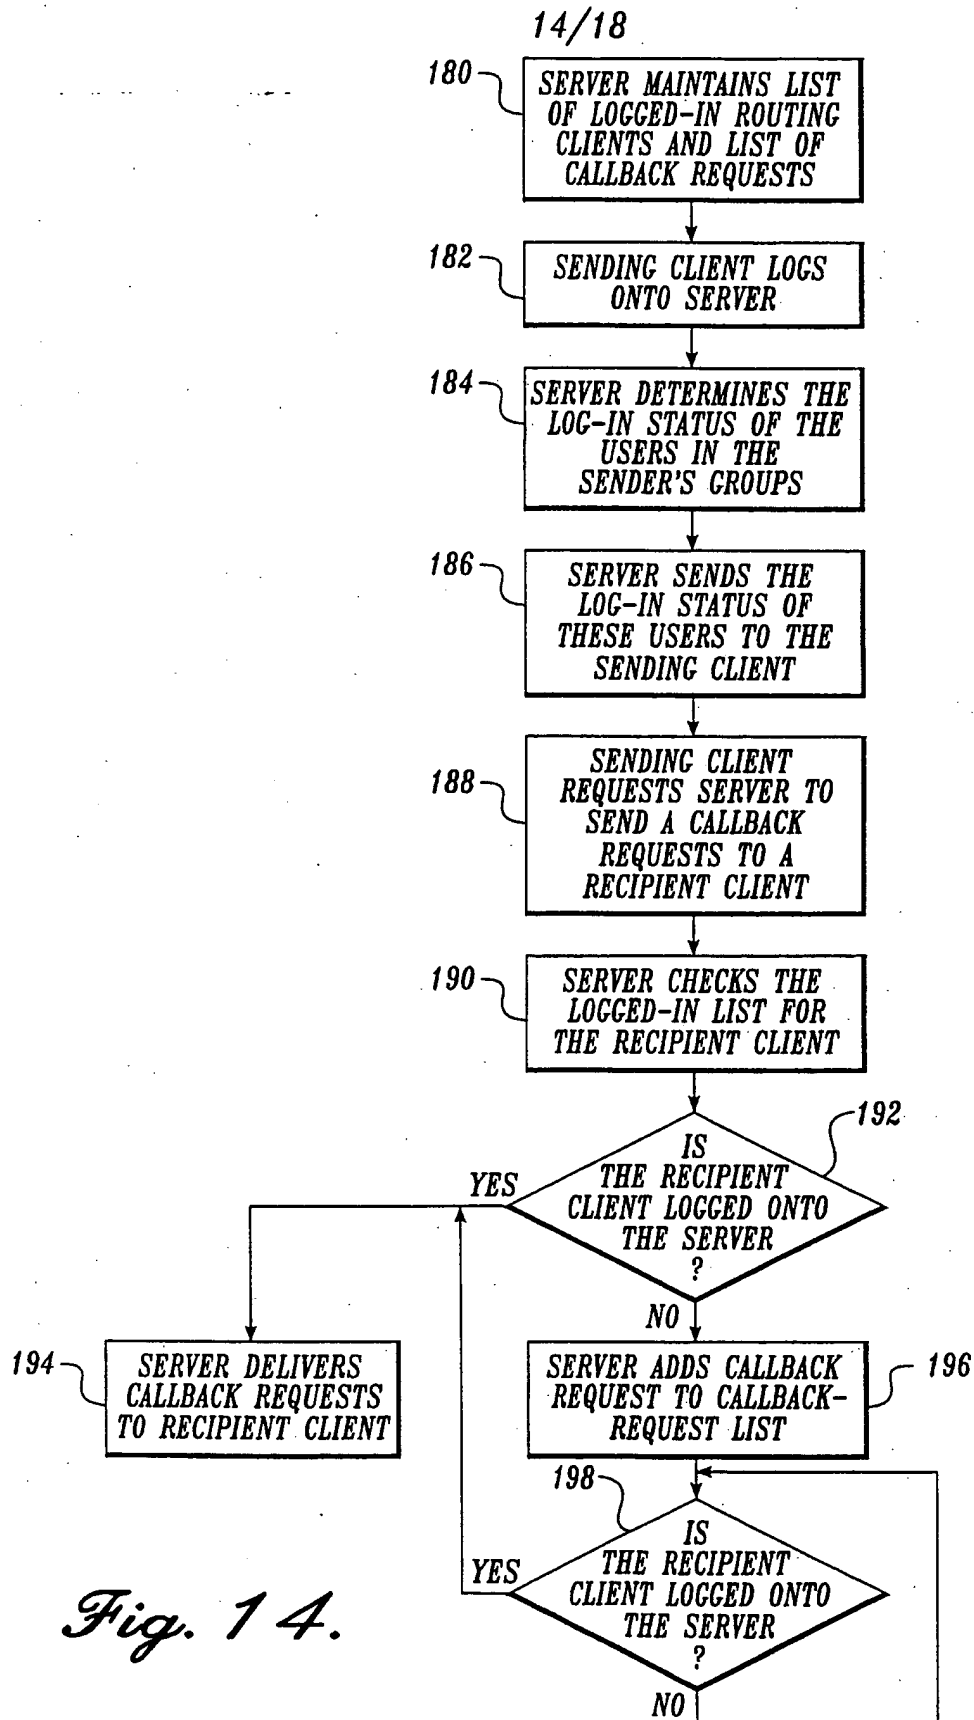 14/18
180
SERVER MAINTAINS LIST
OF LOGGED-IN ROUTING
CLIENTS AND LIST OF
CALLBACK REQUESTS
182
SENDING CLIENT LOGS
ONTO SERVER
184
SERVER DETERMINES THE
LOG-IN STATUS OF THE
USERS IN THE
SENDER'S GROUPS
186
SERVER SENDS THE
LOG-IN STATUS OF
THESE USERS TO THE
SENDING CLIENT
188
SENDING CLIENT
REQUESTS SERVER TO
SEND A CALLBACK
REQUESTS TO A
RECIPIENT CLIENT
190
SERVER CHECKS THE
LOGGED-IN LIST FOR
THE RECIPIENT CLIENT
192
IS
THE RECIPIENT
CLIENT LOGGED ONTO
THE SERVER
?
YES
NO
194
SERVER DELIVERS
CALLBACK REQUESTS
TO RECIPIENT CLIENT
SERVER ADDS CALLBACK
REQUEST TO CALLBACK-
REQUEST LIST
196
198
IS
THE RECIPIENT
CLIENT LOGGED ONTO
THE SERVER
?
YES
NO
Fig. 14.